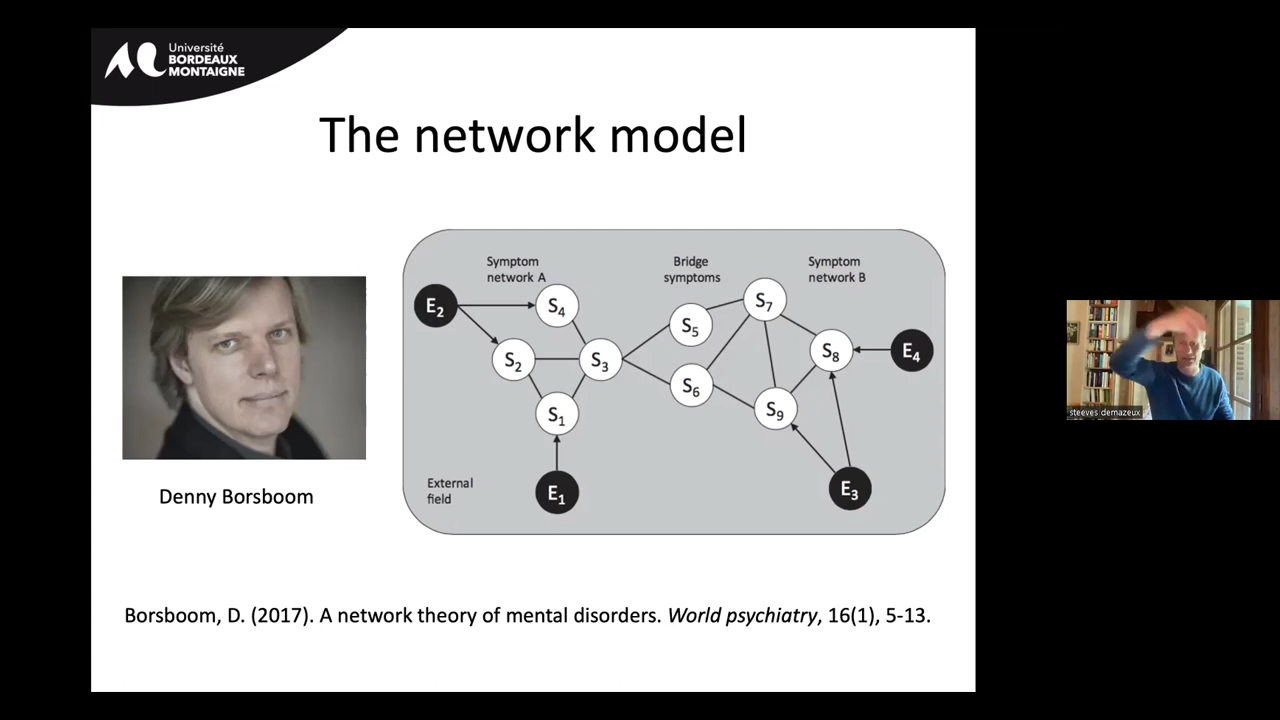 Université
BORDEAUX
MONTAIGNE
The network model
Symptom
network A
Bridge
symptoms
Symptom
network B
E2
S4
S7
S5
S2
S3
S8
E4
S6
S1
S9
External
field
E1
E3
Denny Borsboom
steeves demazeux
Borsboom, D. (2017). A network theory of mental disorders. World psychiatry, 16(1), 5-13.